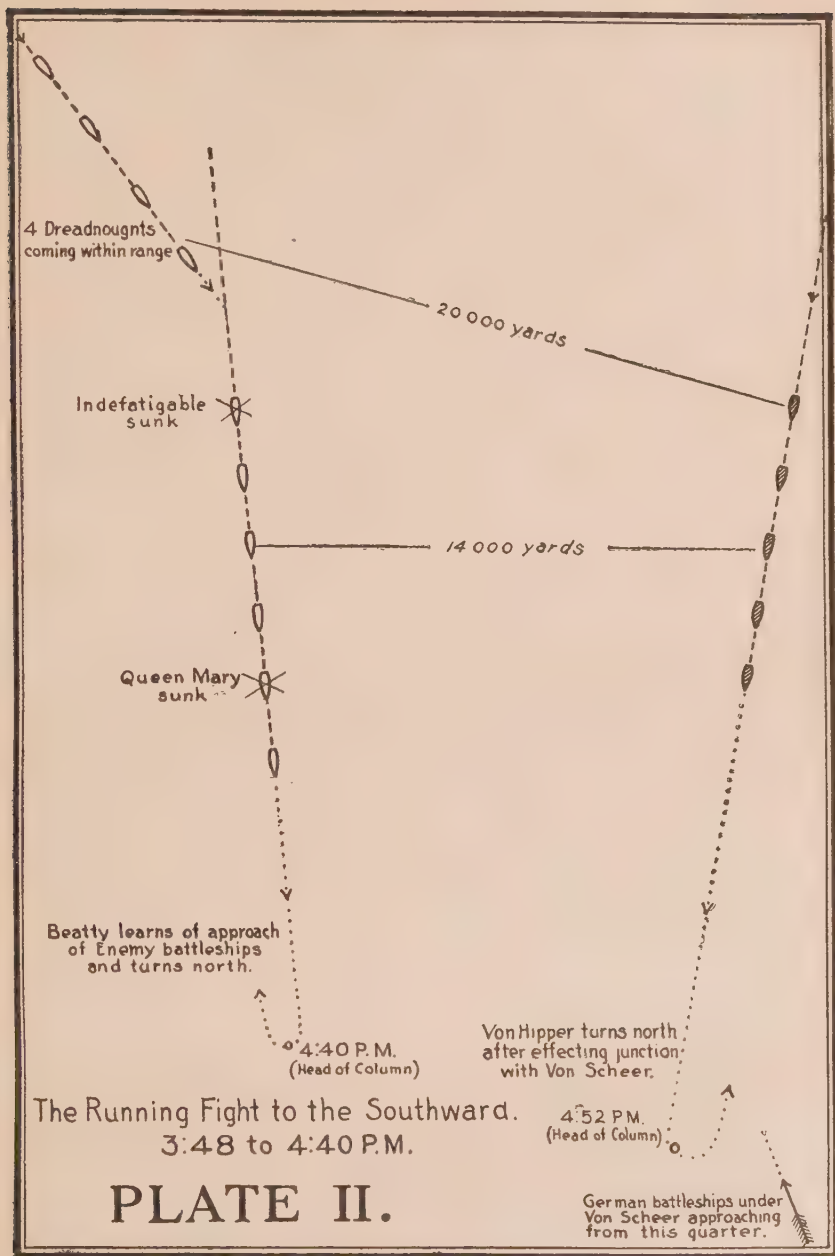 4 Dreadnougnts
coming within range
20 000 yards
Indefatigable
sunk
14 000 yards
Queen Mary
sunk
Beatty learns of approach
of Enemy battleships
and turns north.
4:40 P.M.
(Head of Column)
Von Hipper turns north
after effecting junction
with Von Scheer.
4:52 P.M.
(Head of Column)
The Running Fight to the Southward.
3:48 to 4:40 P.M.
PLATE II.
German battleships under
Von Scheer approaching
from this quarter.